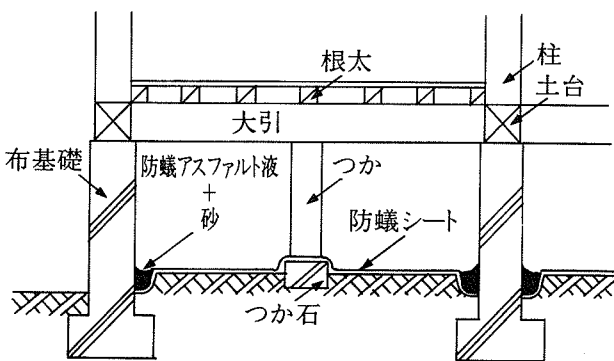 根太
柱
土台
大引
布基礎
防蟻アスファルト液
+
砂
つか
防蟻シート
つか石